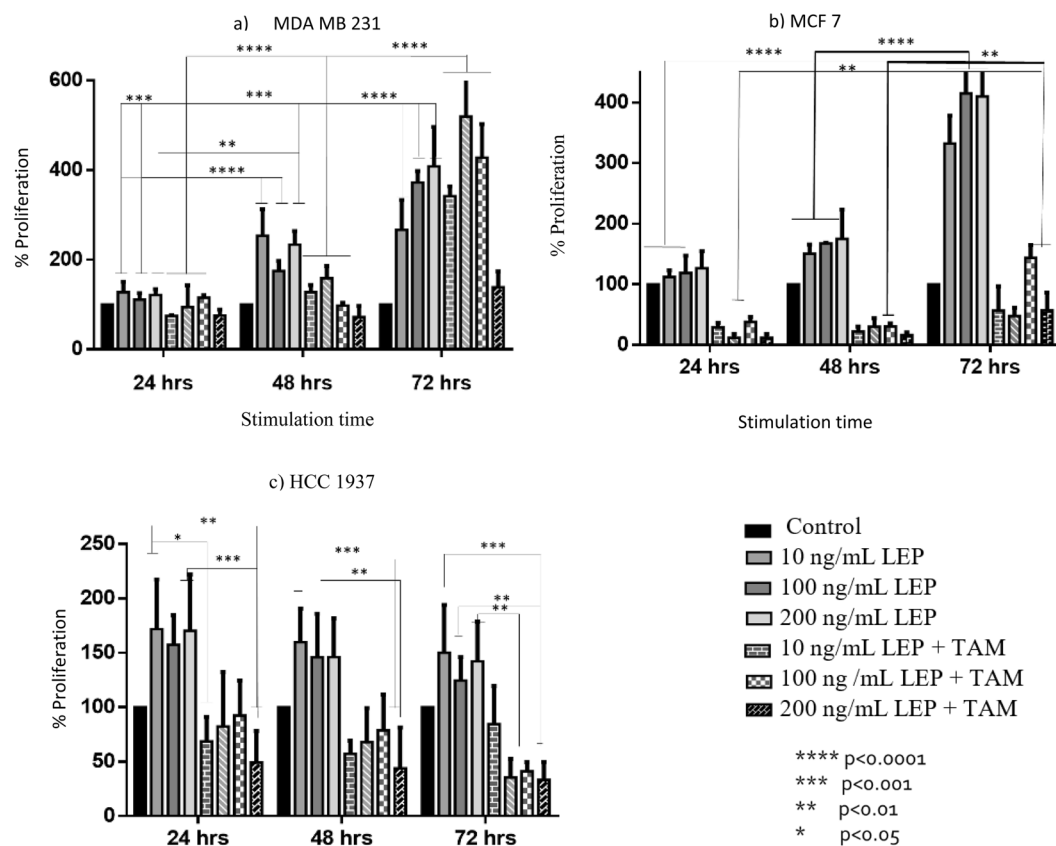 a) MDA MB 231
****
****
***
***
****
**
****
% Proliferation
600
400
200
0
24 hrs
48 hrs
72 hrs
Stimulation time
b) MCF 7
****
****
**
**
% Proliferation
400
300
200
100
0
24 hrs
48 hrs
72 hrs
Stimulation time
c) HCC 1937
**
*
***
***
**
***
**
**
% Proliferation
250
200
150
100
50
0
24 hrs
48 hrs
72 hrs
Control
10 ng/mL LEP
100 ng/mL LEP
200 ng/mL LEP
10 ng/mL LEP + TAM
100 ng /mL LEP + TAM
200 ng/mL LEP + TAM
**** p<0.0001
*** p<0.001
** p<0.01
* p<0.05